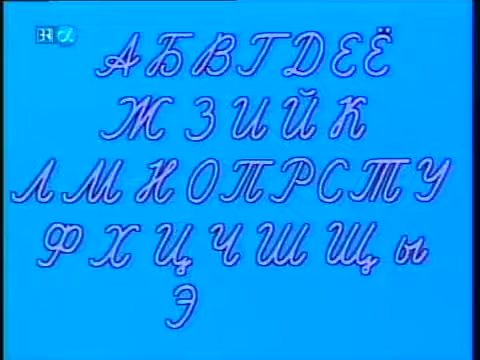 АБВГДЕЁ
ЖЗИЙК
ЛМНОПРСТУ
ФХЦЧШЩы
Э